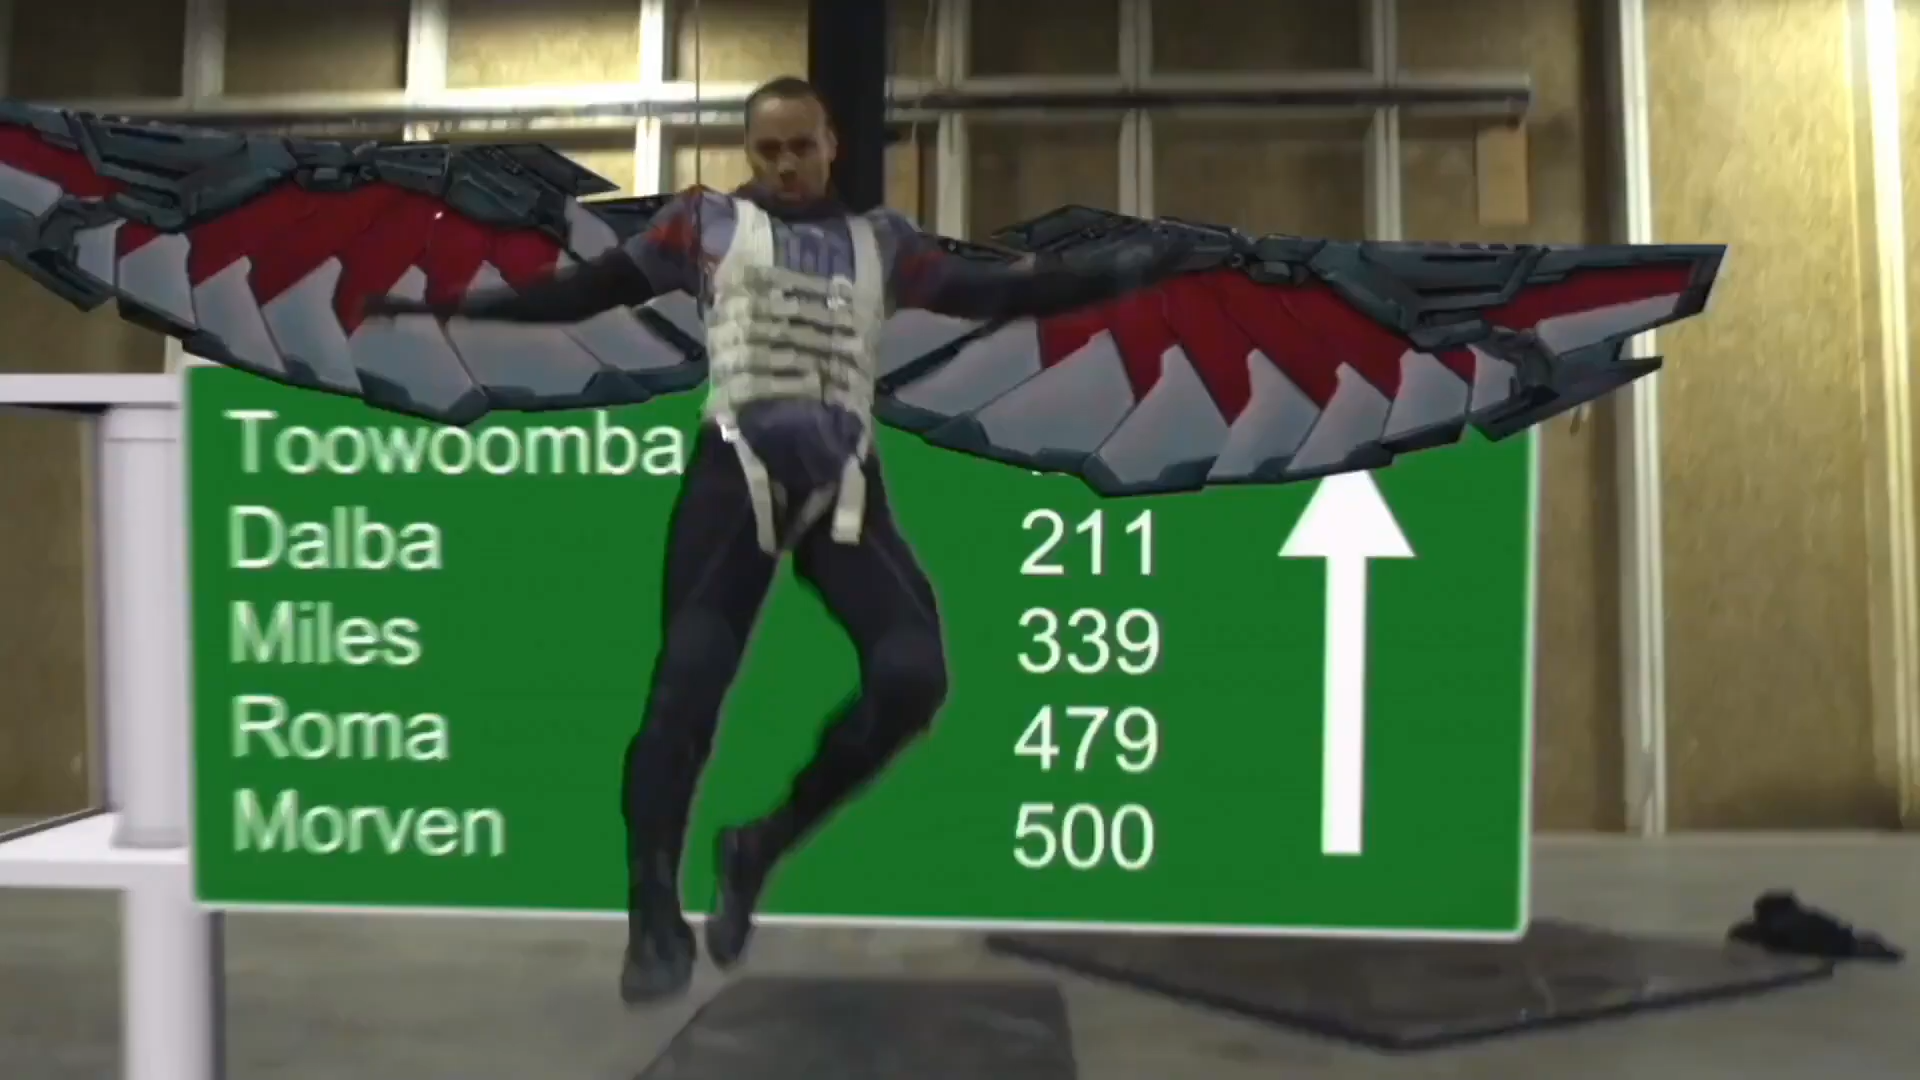 Toowoomba
Dalba 211
Miles 339
Roma 479
Morven 500